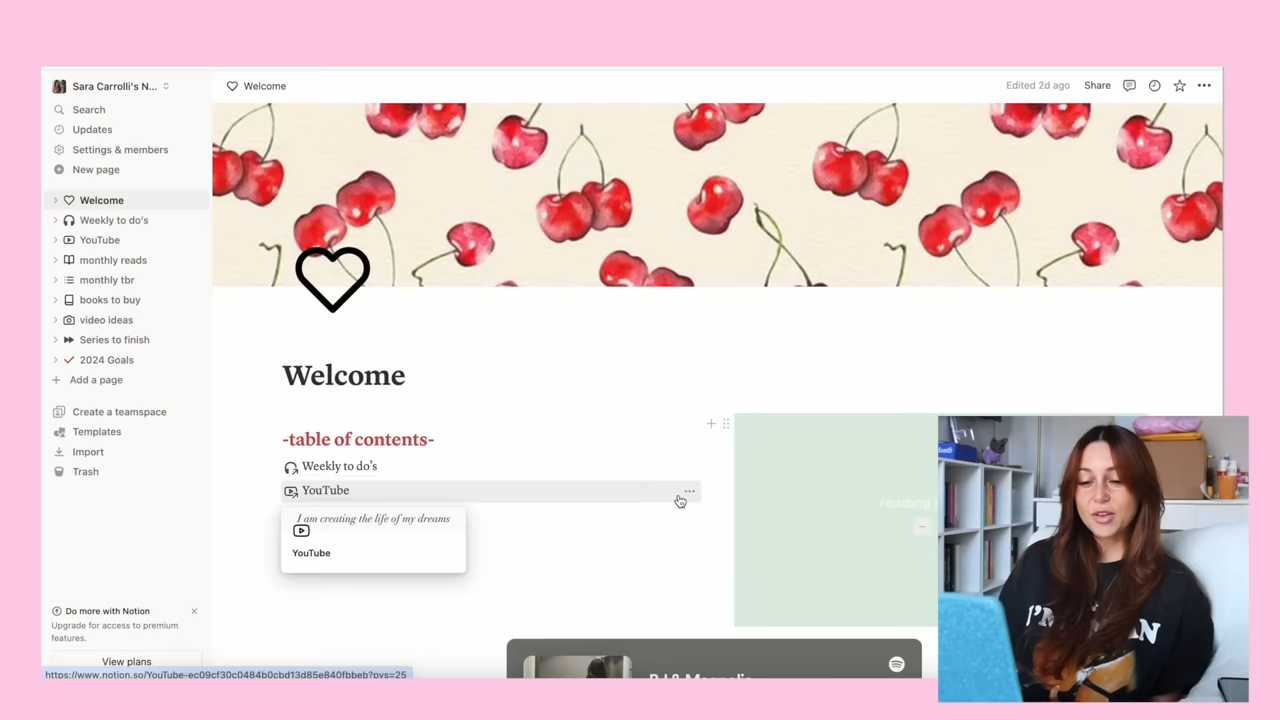 Sara Carrolli's N...
Search
Updates
Settings & members
New page
Welcome
Weekly to do's
YouTube
monthly reads
monthly tbr
books to buy
video ideas
Series to finish
2024 Goals
Add a page
Create a teamspace
Templates
Import
Trash
Do more with Notion
Upgrade for access to premium
features.
View plans
https://www.notion.so/YouTube-ec09cf30c0484b0cbd13d85e840fbbeb?pvs=25
Welcome
Edited 2d ago
Share
Welcome
-table of contents-
Weekly to do's
YouTube
I am creating the life of my dreams
YouTube
reading